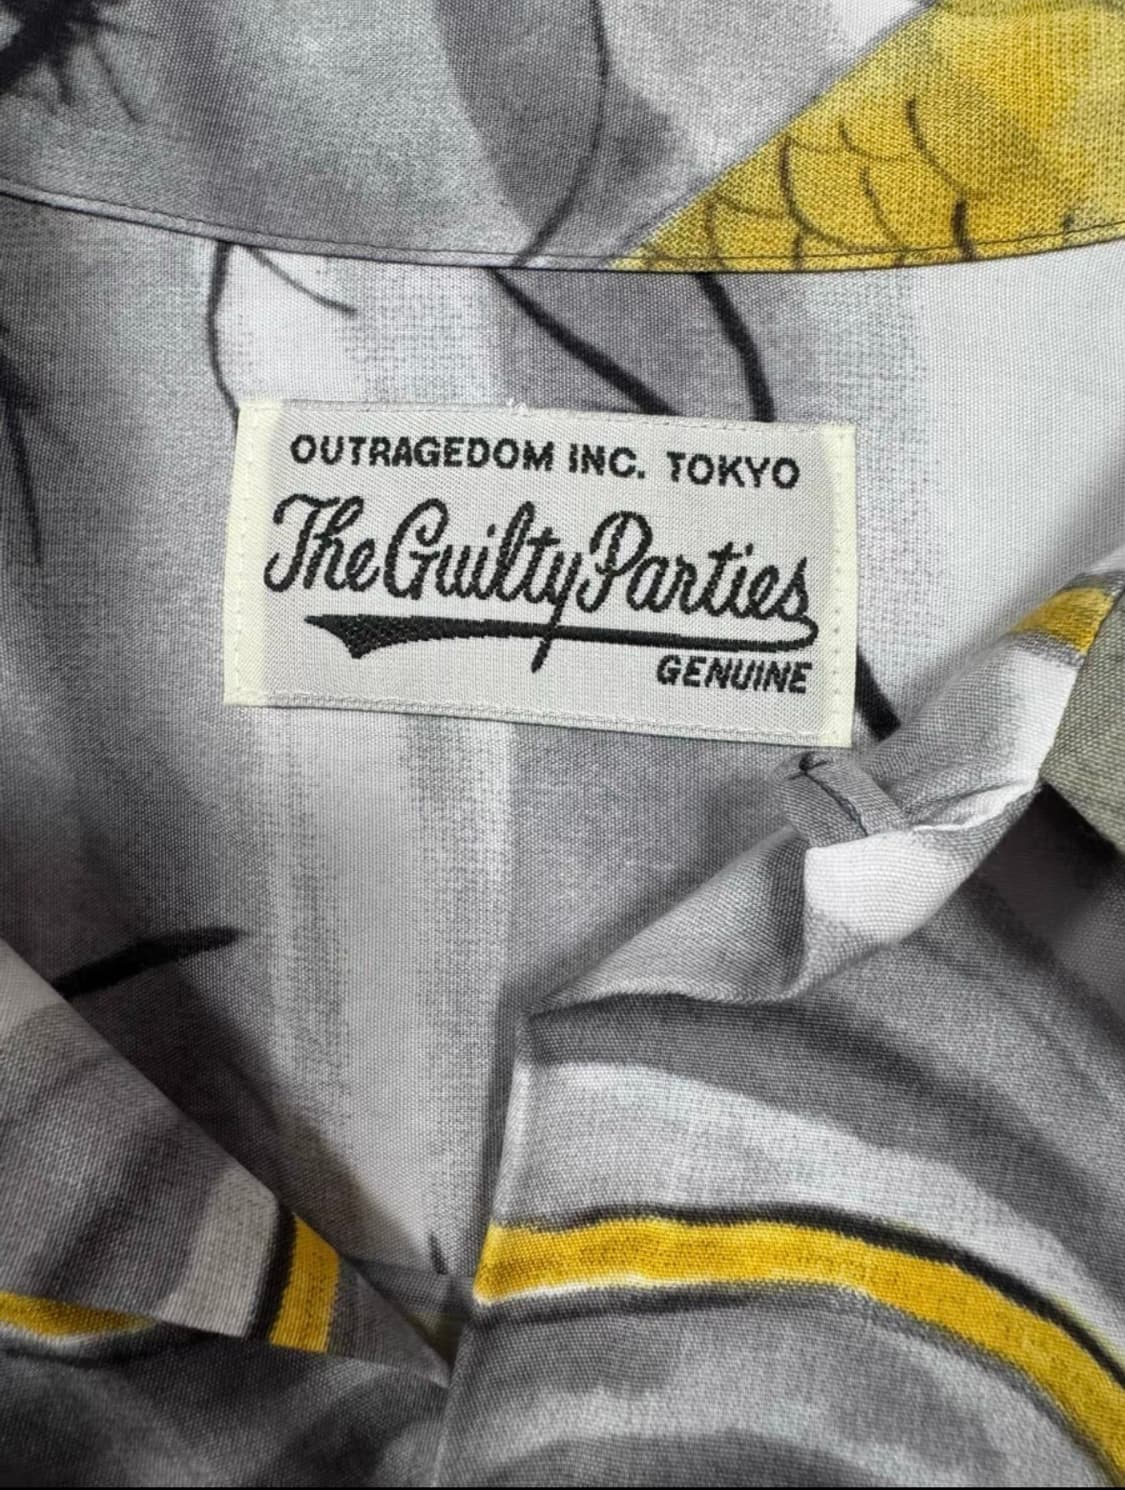 OUTRAGEDOM INC. TOKYO
The Guilty Parties
GENUINE